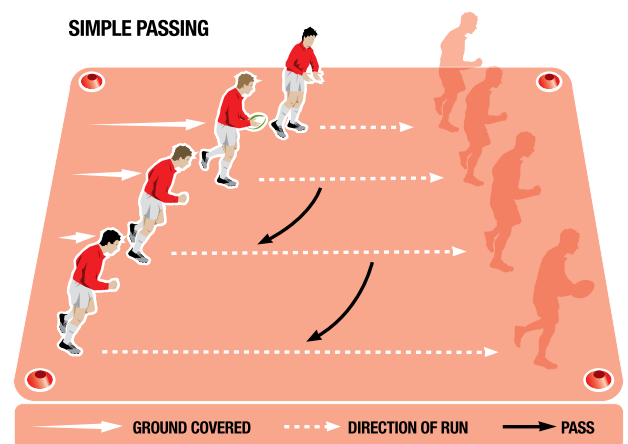 SIMPLE PASSING
GROUND COVERED
DIRECTION OF RUN
PASS